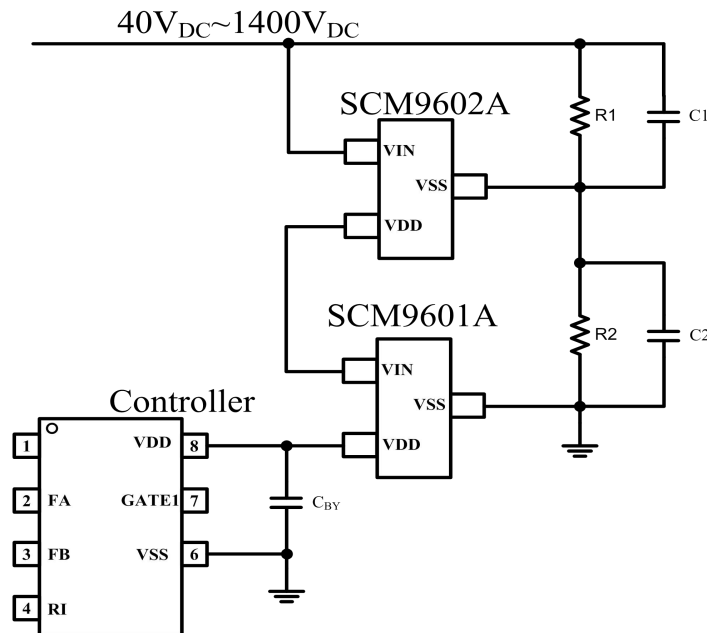 40VDC~1400VDC
SCM9602A
R1
C1
VIN
VSS
VDD
SCM9601A
R2
C2
VIN
VSS
VDD
Controller
1
VDD
8
2
FA
GATE1
7
CBY
3
FB
VSS
6
4
RI